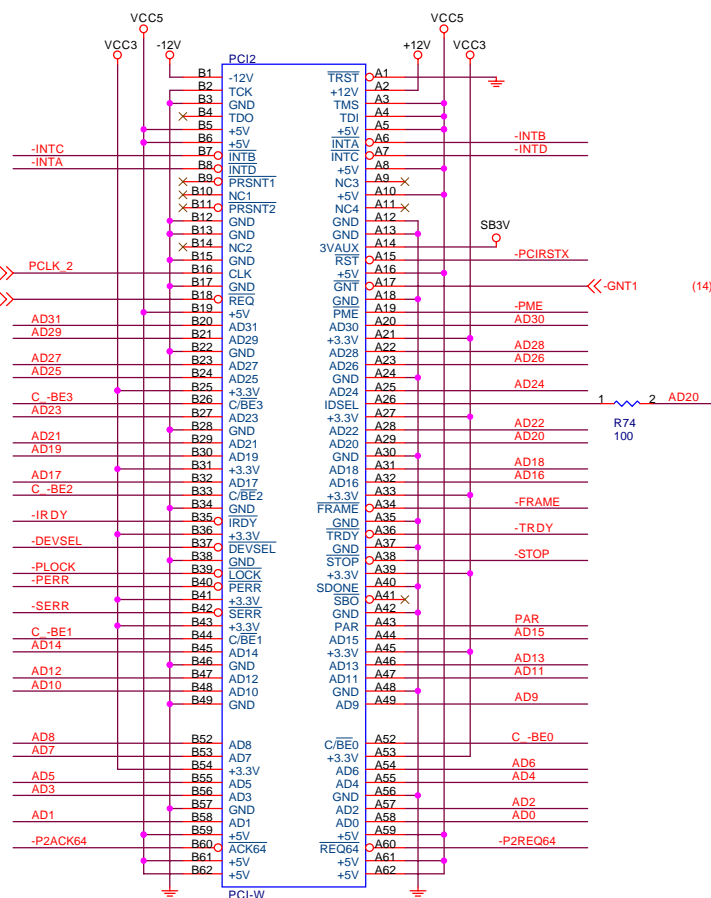 VCC5 VCC5
VCC3 -12V +12V VCC3
PCI2
B1 -12V TRST A1
B2 TCK +12V A2
B3 GND TMS A3
B4 TDO TDI A4
B5 +5V +5V A5
B6 +5V INTA A6 -INTB
-INTC B7 INTB INTC A7 -INTD
-INTA B8 INTD +5V A8
B9 PRSNT1 NC3 A9
B10 NC1 +5V A10
B11 PRSNT2 NC4 A11
B12 GND GND A12
B13 GND GND A13
SB3V
B14 NC2 3VAUX A14
B15 GND RST A15 -PCIRSTX
PCLK_2 B16 CLK +5V A16
B17 GND GNT A17 -GNT1 (14)
B18 REQ GND A18
B19 +5V PME A19 -PME
AD31 B20 AD31 AD30 A20 AD30
AD29 B21 AD29 +3.3V A21
B22 GND AD28 A22 AD28
AD27 B23 AD27 AD26 A23 AD26
AD25 B24 AD25 GND A24
B25 +3.3V AD24 A25 AD24
C_-BE3 B26 C/BE3 IDSEL A26 1 2 AD20
AD23 B27 AD23 +3.3V A27
R74
B28 GND AD22 A28 AD22
100
AD21 B29 AD21 AD20 A29 AD20
AD19 B30 AD19 GND A30
B31 +3.3V AD18 A31 AD18
AD17 B32 AD17 AD16 A32 AD16
C_-BE2 B33 C/BE2 +3.3V A33
B34 GND FRAME A34 -FRAME
-IRDY B35 IRDY GND A35
B36 +3.3V TRDY A36 -TRDY
-DEVSEL B37 DEVSEL GND A37
B38 GND STOP A38 -STOP
-PLOCK B39 LOCK +3.3V A39
-PERR B40 PERR SDONE A40
B41 +3.3V SBO A41
-SERR B42 SERR GND A42
B43 +3.3V PAR A43 PAR
C_-BE1 B44 C/BE1 AD15 A44 AD15
AD14 B45 AD14 +3.3V A45
B46 GND AD13 A46 AD13
AD12 B47 AD12 AD11 A47 AD11
AD10 B48 AD10 GND A48
B49 GND AD9 A49 AD9
AD8 B52 AD8 C/BE0 A52 C_-BE0
AD7 B53 AD7 +3.3V A53
B54 +3.3V AD6 A54 AD6
AD5 B55 AD5 AD4 A55 AD4
AD3 B56 AD3 GND A56
B57 GND AD2 A57 AD2
AD1 B58 AD1 AD0 A58 AD0
B59 +5V +5V A59
-P2ACK64 B60 ACK64 REQ64 A60 -P2REQ64
B61 +5V +5V A61
B62 +5V +5V A62
PCI-W